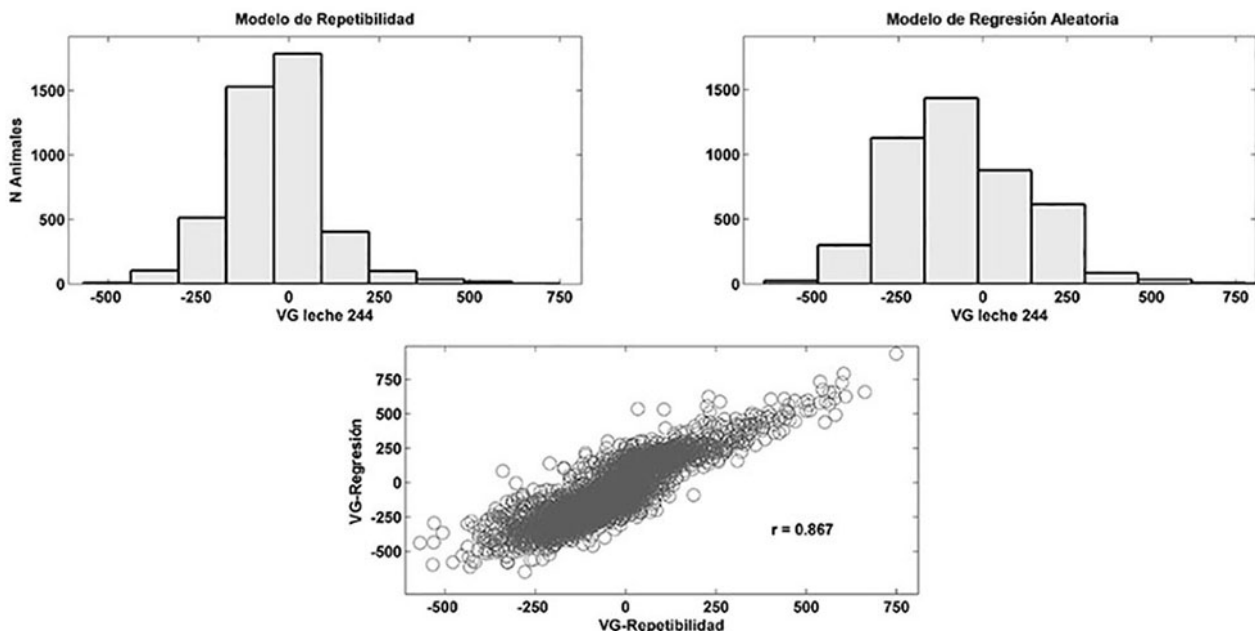 Modelo de Repetibilidad
N Animales
1500
1000
500
0
-500 -250 0 250 500 750
VG leche 244
Modelo de Regresión Aleatoria
1500
1000
500
0
-500 -250 0 250 500 750
VG leche 244
VG-Regresión
750
500
250
0
-250
-500
r = 0.867
-500 -250 0 250 500 750
VG-Repetibilidad